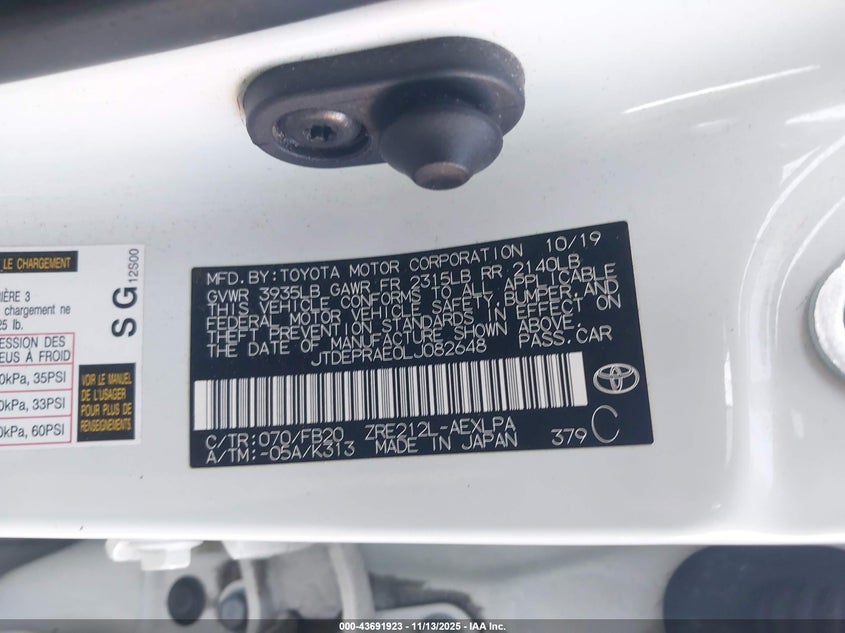 LE CHARGEMENT
IÈRE 3
chargement ne
25 lb.
ESSION DES
EUS À FROID
0kPa, 35PSI
0kPa, 33PSI
kPa, 60PSI
SG 12S00
VOIR LE MANUEL
DE L'USAGER
POUR PLUS DE
RENSEIGNEMENTS
MFD. BY: TOYOTA MOTOR CORPORATION 10/19
GVWR 3935LB GAWR FR 2315LB RR 2140LB
THIS VEHICLE CONFORMS TO ALL APPLICABLE
FEDERAL MOTOR VEHICLE SAFETY, BUMPER, AND
THEFT PREVENTION STANDARDS IN EFFECT ON
THE DATE OF MANUFACTURE SHOWN ABOVE.
JTDEPRAE0LJ082648 PASS. CAR
C/TR: 070/FB20 ZRE212L-AEXLPA
A/TM: -05A/K313 MADE IN JAPAN 379 C
000-43691923 - 11/13/2025 - IAA Inc.